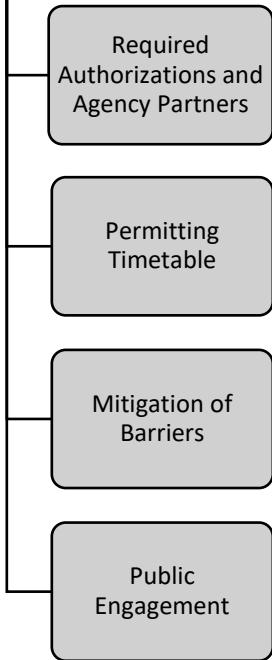 Required
Authorizations and
Agency Partners
Permitting
Timetable
Mitigation of
Barriers
Public
Engagement